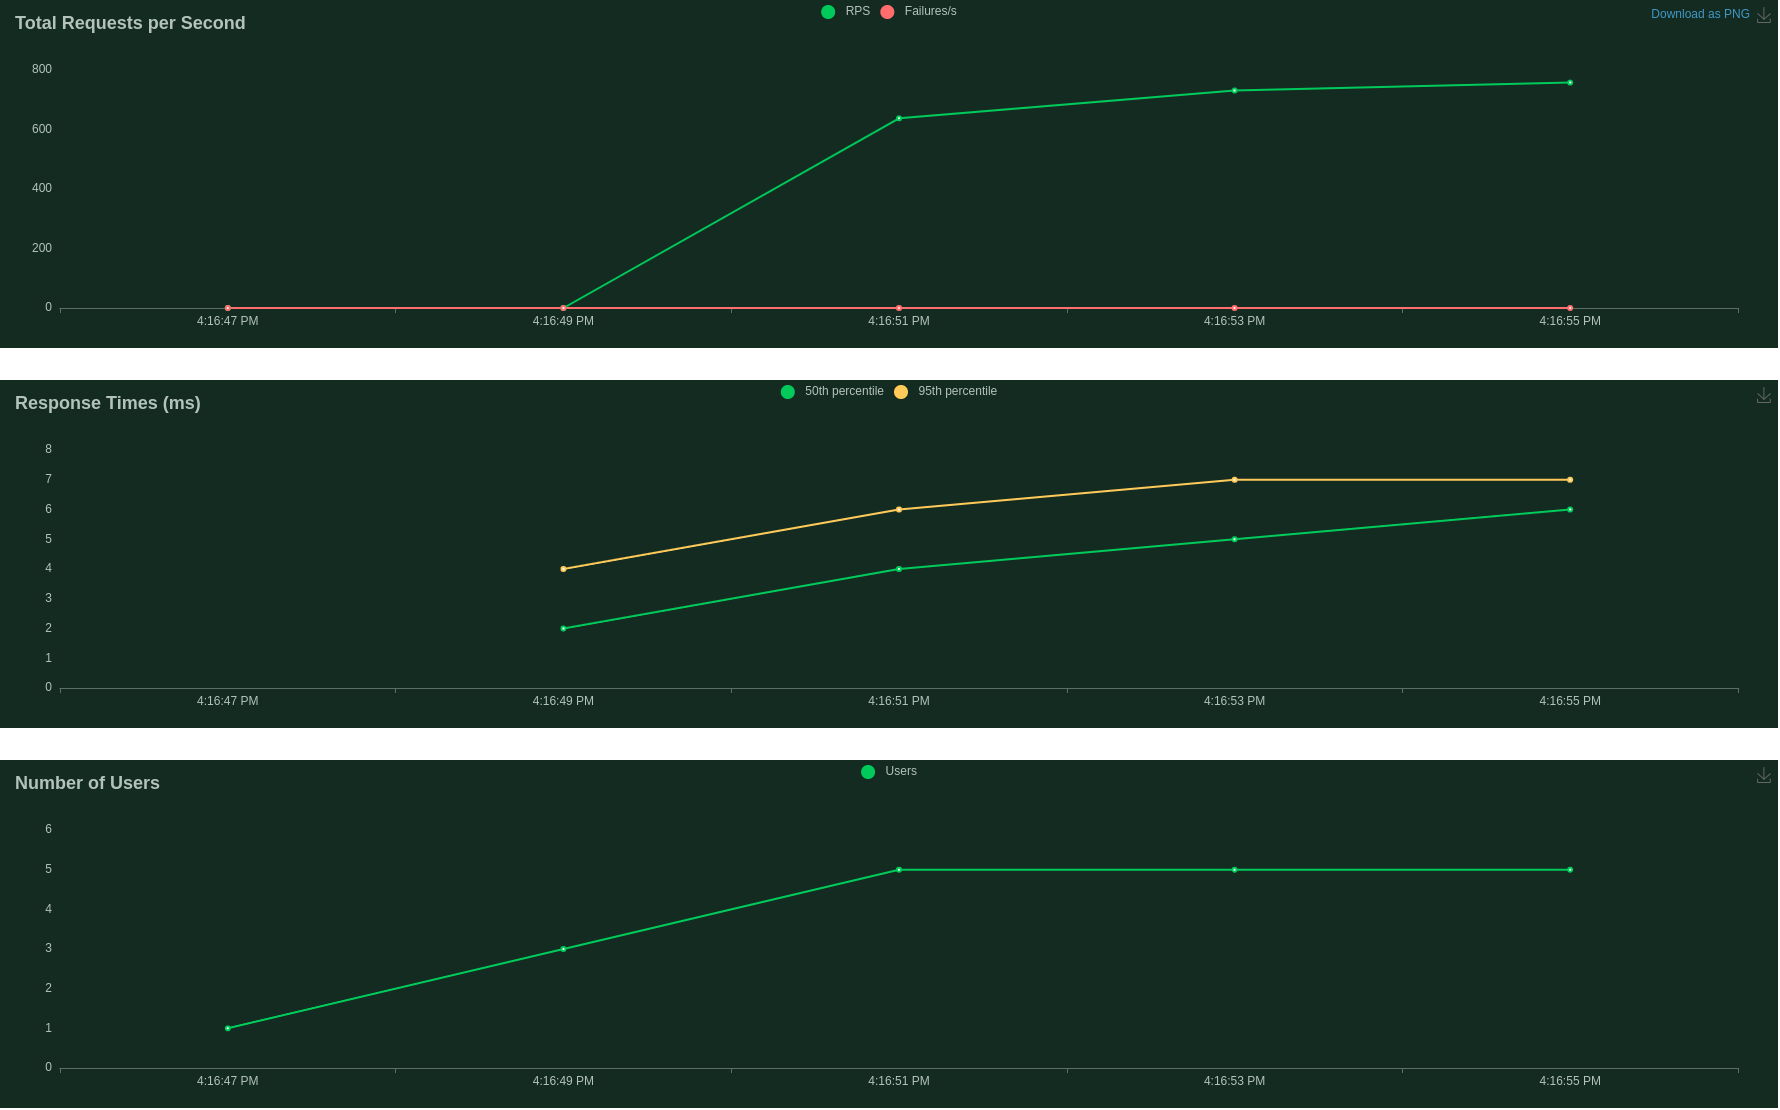 Total Requests per Second
RPS Failures/s
Download as PNG
800
600
400
200
0
4:16:47 PM 4:16:49 PM 4:16:51 PM 4:16:53 PM 4:16:55 PM
Response Times (ms)
50th percentile 95th percentile
8
7
6
5
4
3
2
1
0
4:16:47 PM 4:16:49 PM 4:16:51 PM 4:16:53 PM 4:16:55 PM
Number of Users
Users
6
5
4
3
2
1
0
4:16:47 PM 4:16:49 PM 4:16:51 PM 4:16:53 PM 4:16:55 PM